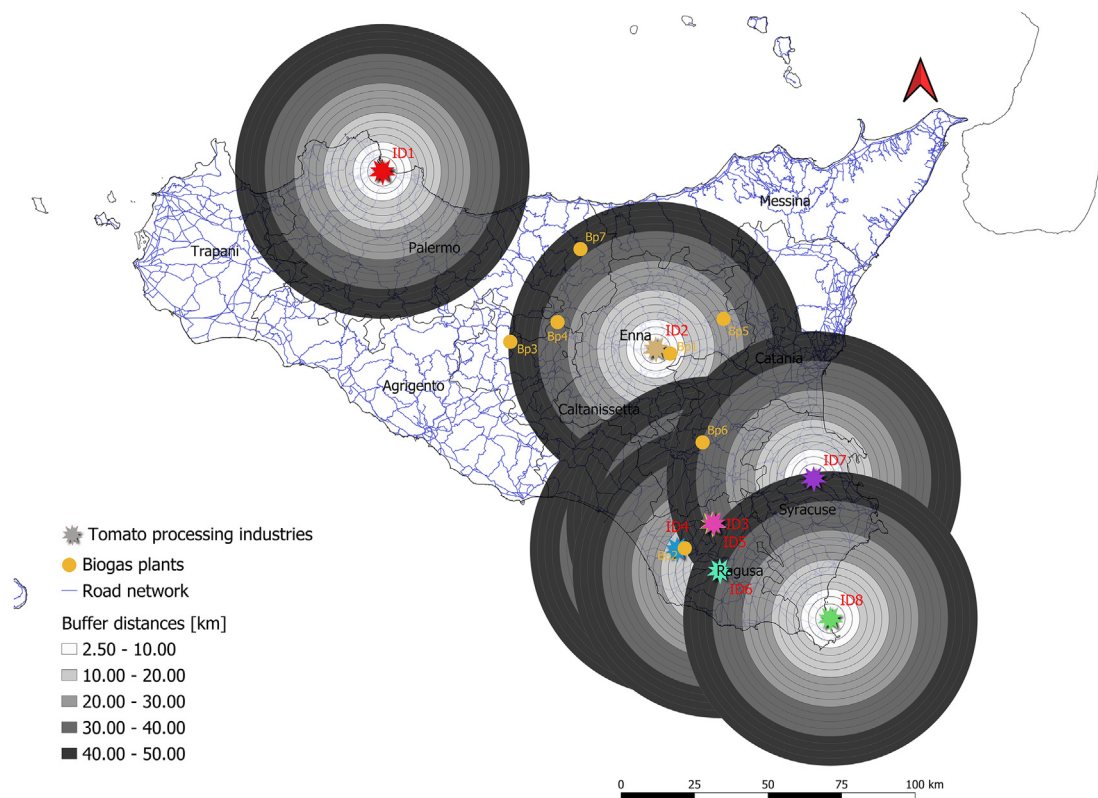 ID1
Messina
Trapani
Palermo
Bp7
Enna
ID2
Bp5
Bp4
Bp3
Bp1
Catania
Agrigento
Caltanissetta
Bp6
ID7
Syracuse
ID4
ID3
ID5
Bp2
Ragusa
ID6
ID8
Tomato processing industries
Biogas plants
Road network
Buffer distances [km]
2.50 - 10.00
10.00 - 20.00
20.00 - 30.00
30.00 - 40.00
40.00 - 50.00
0 25 50 75 100 km